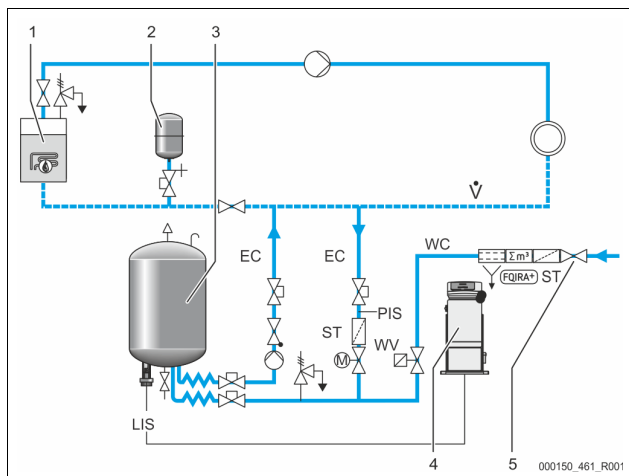 1
2
3
V̇
EC
EC
WC
Σm³
FQIRA+
ST
PIS
ST
M
WV
LIS
4
5
000150_461_R001